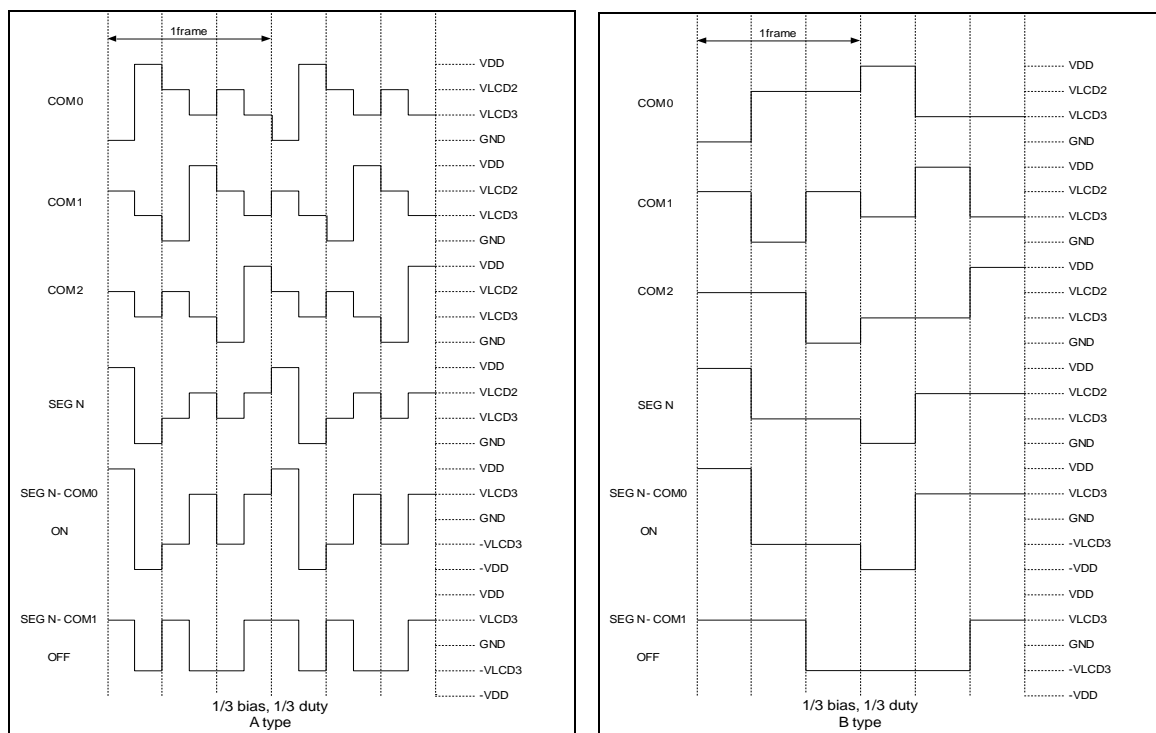 1frame
COM0
VDD
VLCD2
VLCD3
GND
COM1
VDD
VLCD2
VLCD3
GND
COM2
VDD
VLCD2
VLCD3
GND
SEG N
VDD
VLCD2
VLCD3
GND
SEG N- COM0
ON
VDD
VLCD3
GND
-VLCD3
-VDD
SEG N- COM1
OFF
VDD
VLCD3
GND
-VLCD3
-VDD
1/3 bias, 1/3 duty
A type
1frame
COM0
VDD
VLCD2
VLCD3
GND
COM1
VDD
VLCD2
VLCD3
GND
COM2
VDD
VLCD2
VLCD3
GND
SEG N
VDD
VLCD2
VLCD3
GND
SEG N- COM0
ON
VDD
VLCD3
GND
-VLCD3
-VDD
SEG N- COM1
OFF
VDD
VLCD3
GND
-VLCD3
-VDD
1/3 bias, 1/3 duty
B type